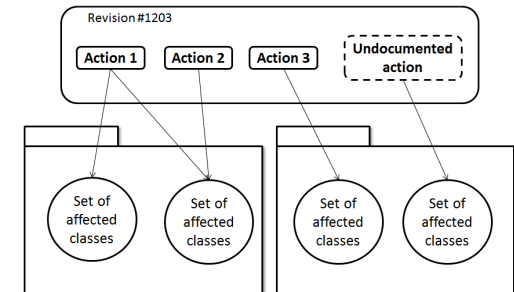 Revision #1203
Action 1 Action 2 Action 3
Undocumented
action
Set of
affected
classes
Set of
affected
classes
Set of
affected
classes
Set of
affected
classes